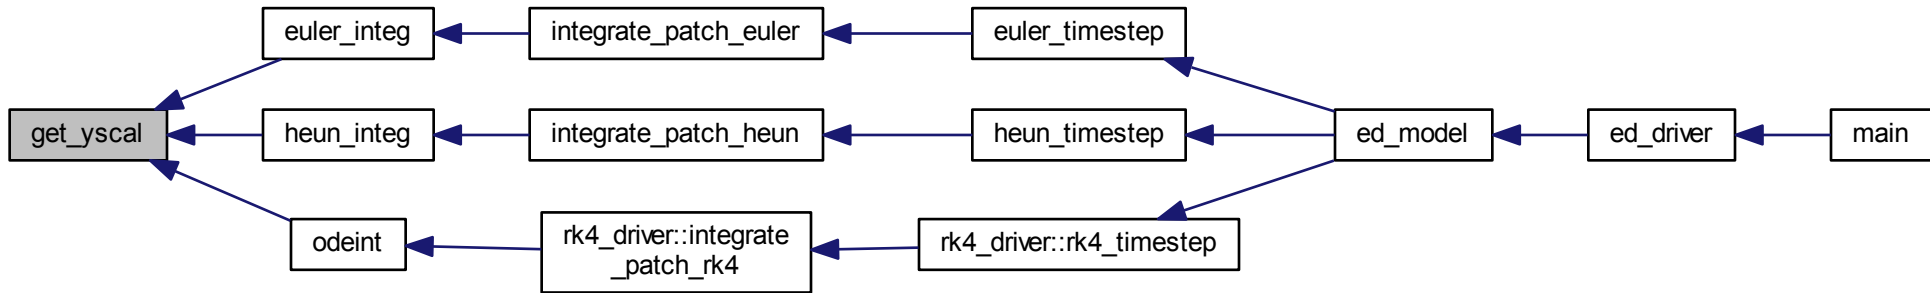 euler_integ
integrate_patch_euler
euler_timestep
get_yscal
heun_integ
integrate_patch_heun
heun_timestep
ed_model
ed_driver
main
odeint
rk4_driver::integrate
_patch_rk4
rk4_driver::rk4_timestep